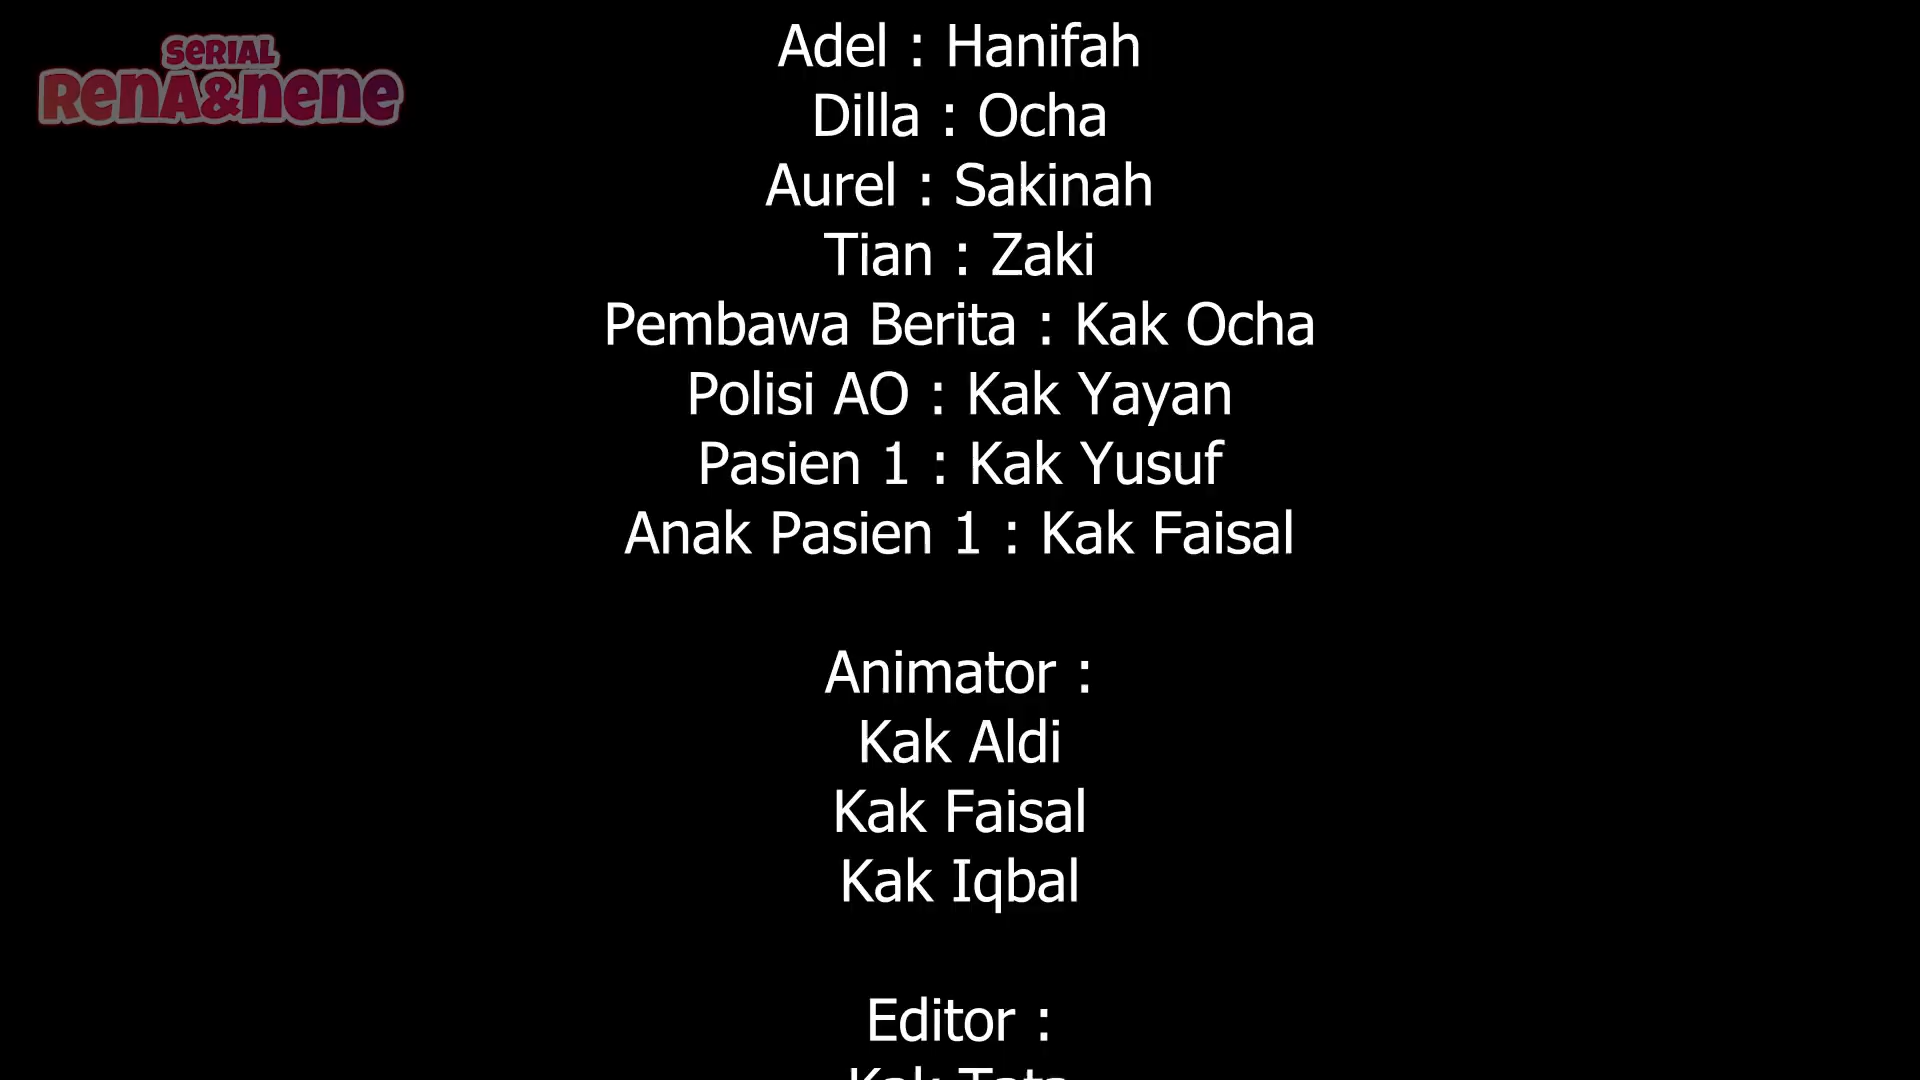 SERIAL
RenA&nene
Adel : Hanifah
Dilla : Ocha
Aurel : Sakinah
Tian : Zaki
Pembawa Berita : Kak Ocha
Polisi AO : Kak Yayan
Pasien 1 : Kak Yusuf
Anak Pasien 1 : Kak Faisal
Animator :
Kak Aldi
Kak Faisal
Kak Iqbal
Editor :
Kak